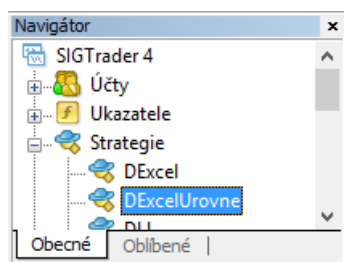 Navigátor
SIGTrader 4
Účty
Ukazatele
Strategie
DExcel
DExcelUrovne
Obecné Oblíbené